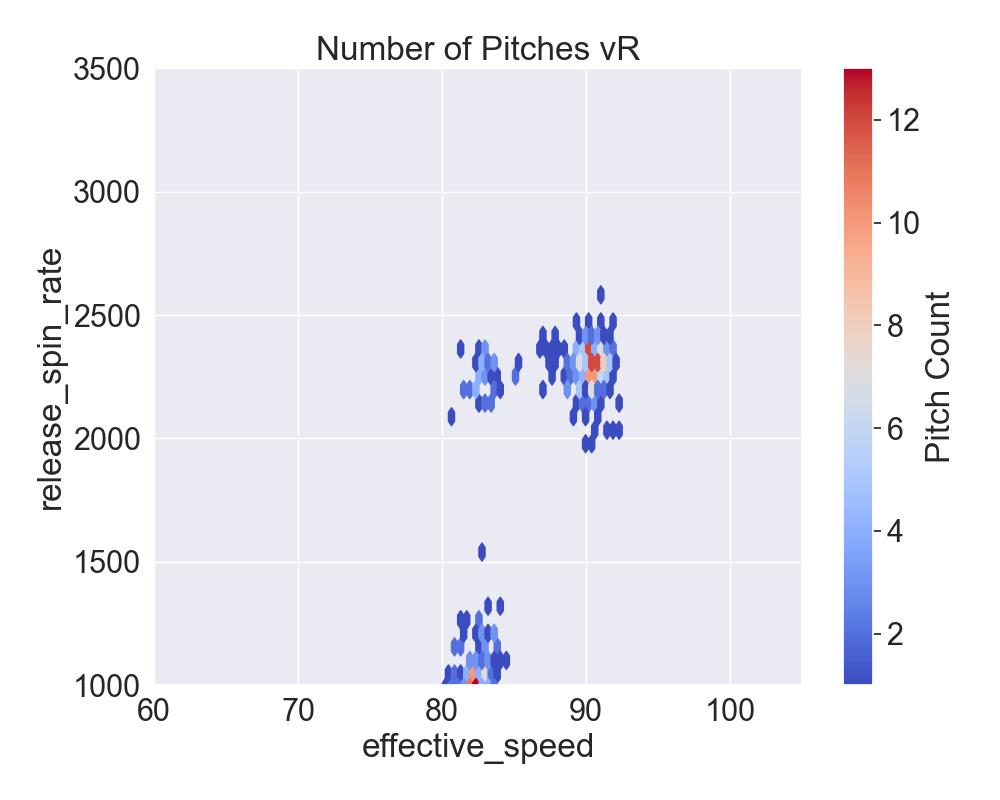 Number of Pitches vR
3500
3000
2500
2000
1500
1000
release_spin_rate
60 70 80 90 100
effective_speed
12
10
8
6
4
2
Pitch Count